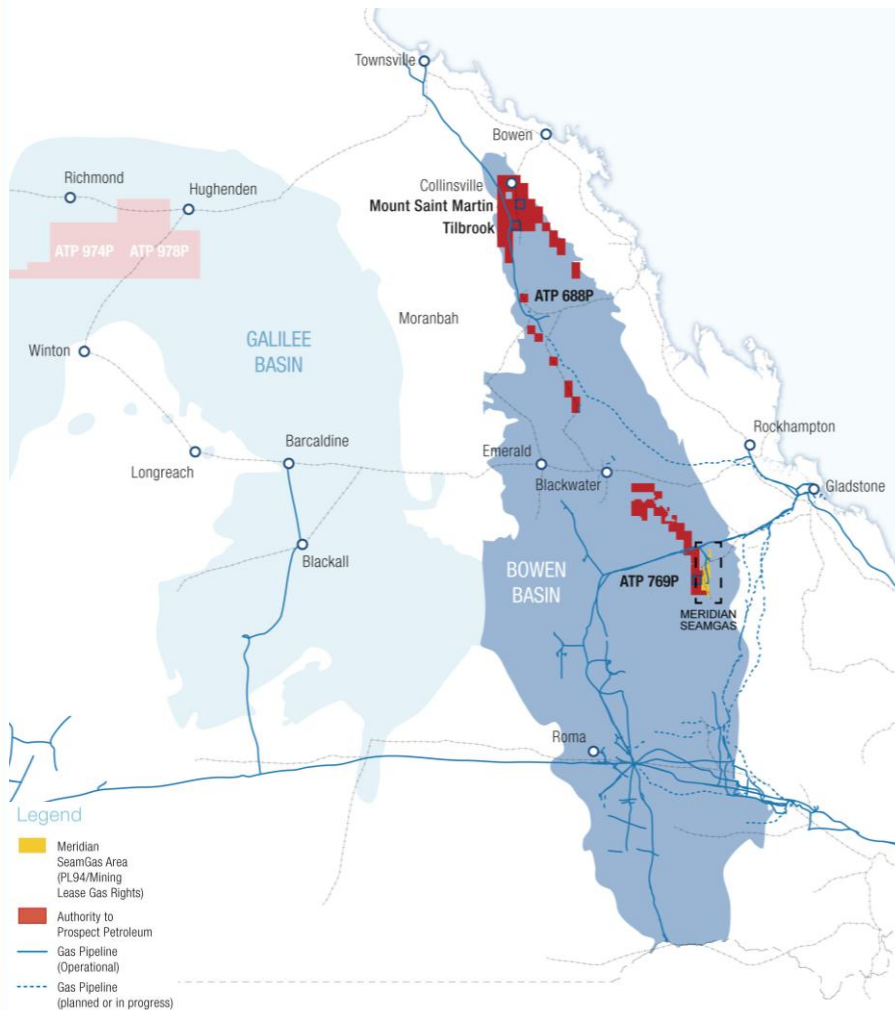 Townsville
Bowen
Richmond
Hughenden
Collinsville
Mount Saint Martin
Tilbrook
ATP 974P
ATP 978P
ATP 688P
Moranbah
GALILEE
BASIN
Winton
Rockhampton
Barcaldine
Emerald
Longreach
Blackwater
Gladstone
Blackall
BOWEN
BASIN
ATP 769P
MERIDIAN
SEAMGAS
Roma
Legend
Meridian
SeamGas Area
(PL94/Mining
Lease Gas Rights)
Authority to
Prospect Petroleum
Gas Pipeline
(Operational)
Gas Pipeline
(planned or in progress)